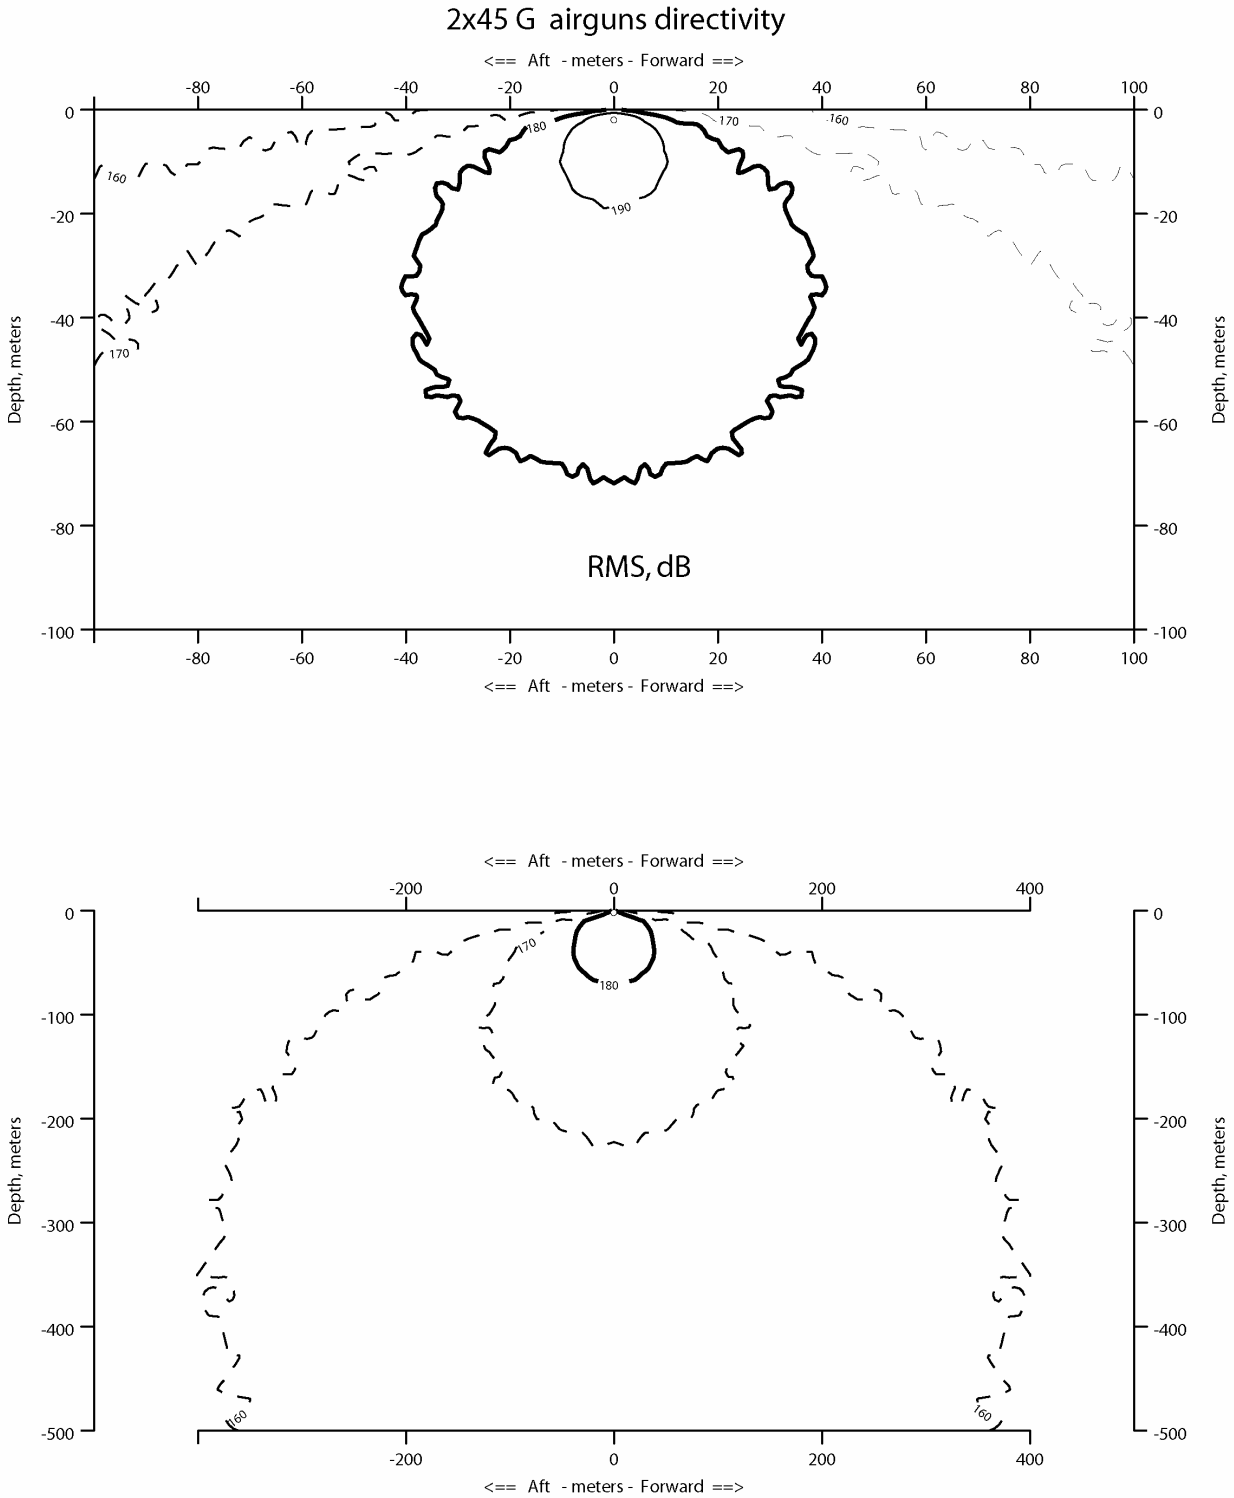 2x45 G airguns directivity
<== Aft - meters - Forward ==>
-80 -60 -40 -20 0 20 40 60 80 100
0 0
180 170 160
160
-20 -20
190
-40 -40
170
Depth, meters Depth, meters
-60 -60
-80 -80
RMS, dB
-100 -100
-80 -60 -40 -20 0 20 40 60 80 100
<== Aft - meters - Forward ==>
<== Aft - meters - Forward ==>
-200 0 200 400
0 0
170
180
-100 -100
Depth, meters Depth, meters
-200 -200
-300 -300
-400 -400
160 160
-500 -500
-200 0 200 400
<== Aft - meters - Forward ==>